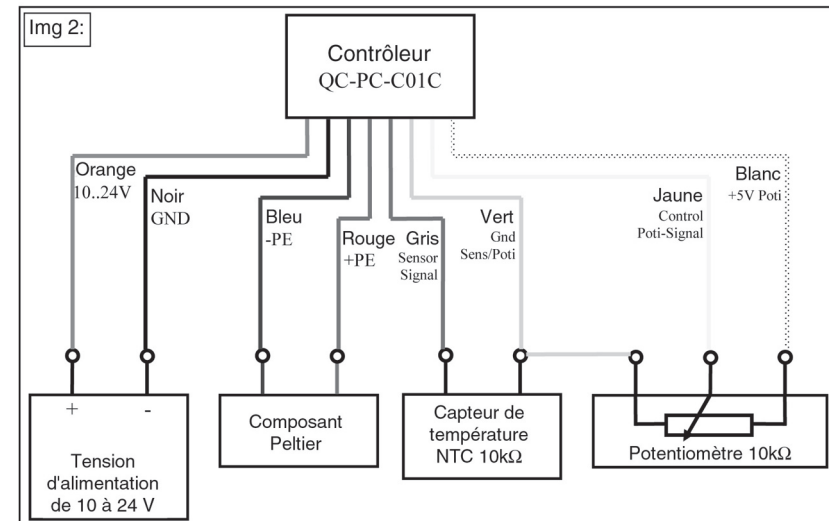 Img 2:
Contrôleur
QC-PC-C01C
Orange
10..24V
Noir
GND
Bleu
-PE
Rouge
+PE
Gris
Sensor
Signal
Vert
Gnd
Sens/Poti
Jaune
Control
Poti-Signal
Blanc
+5V Poti
+ -
Tension
d'alimentation
de 10 à 24 V
Composant
Peltier
Capteur de
température
NTC 10kΩ
Potentiomètre 10kΩ